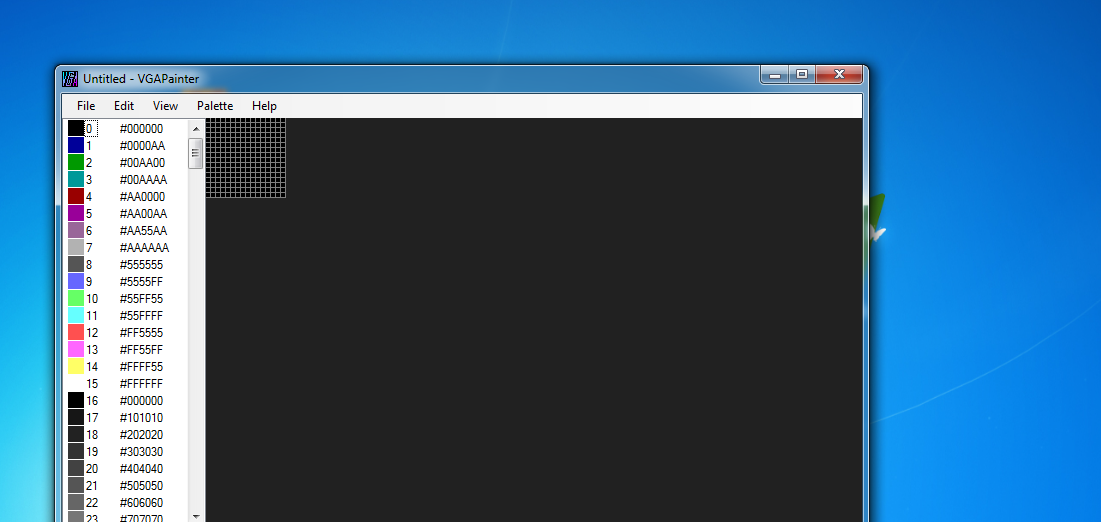 Untitled - VGAPainter
File Edit View Palette Help
0 #000000
1 #0000AA
2 #00AA00
3 #00AAAA
4 #AA0000
5 #AA00AA
6 #AA55AA
7 #AAAAAA
8 #555555
9 #5555FF
10 #55FF55
11 #55FFFF
12 #FF5555
13 #FF55FF
14 #FFFF55
15 #FFFFFF
16 #000000
17 #101010
18 #202020
19 #303030
20 #404040
21 #505050
22 #606060
23 #707070